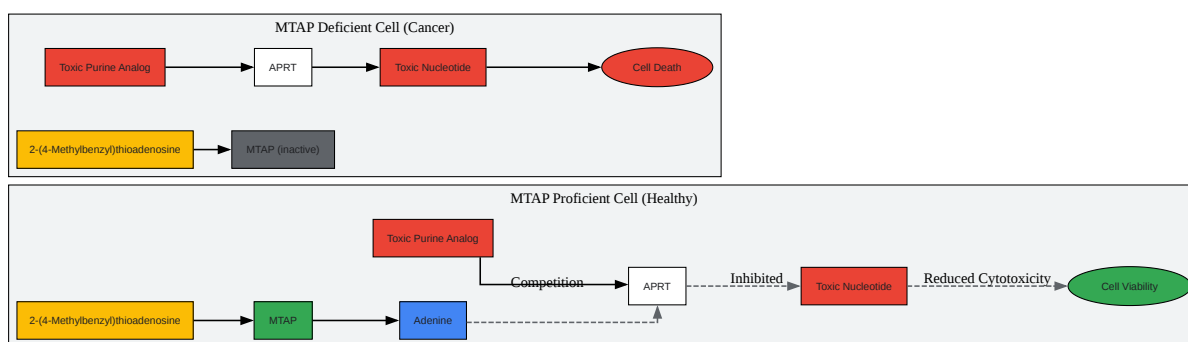 MTAP Deficient Cell (Cancer)
Toxic Purine Analog
APRT
Toxic Nucleotide
Cell Death
2-(4-Methylbenzyl)thioadenosine
MTAP (inactive)
MTAP Proficient Cell (Healthy)
Toxic Purine Analog
Competition
APRT
Inhibited
Toxic Nucleotide
Reduced Cytotoxicity
Cell Viability
2-(4-Methylbenzyl)thioadenosine
MTAP
Adenine